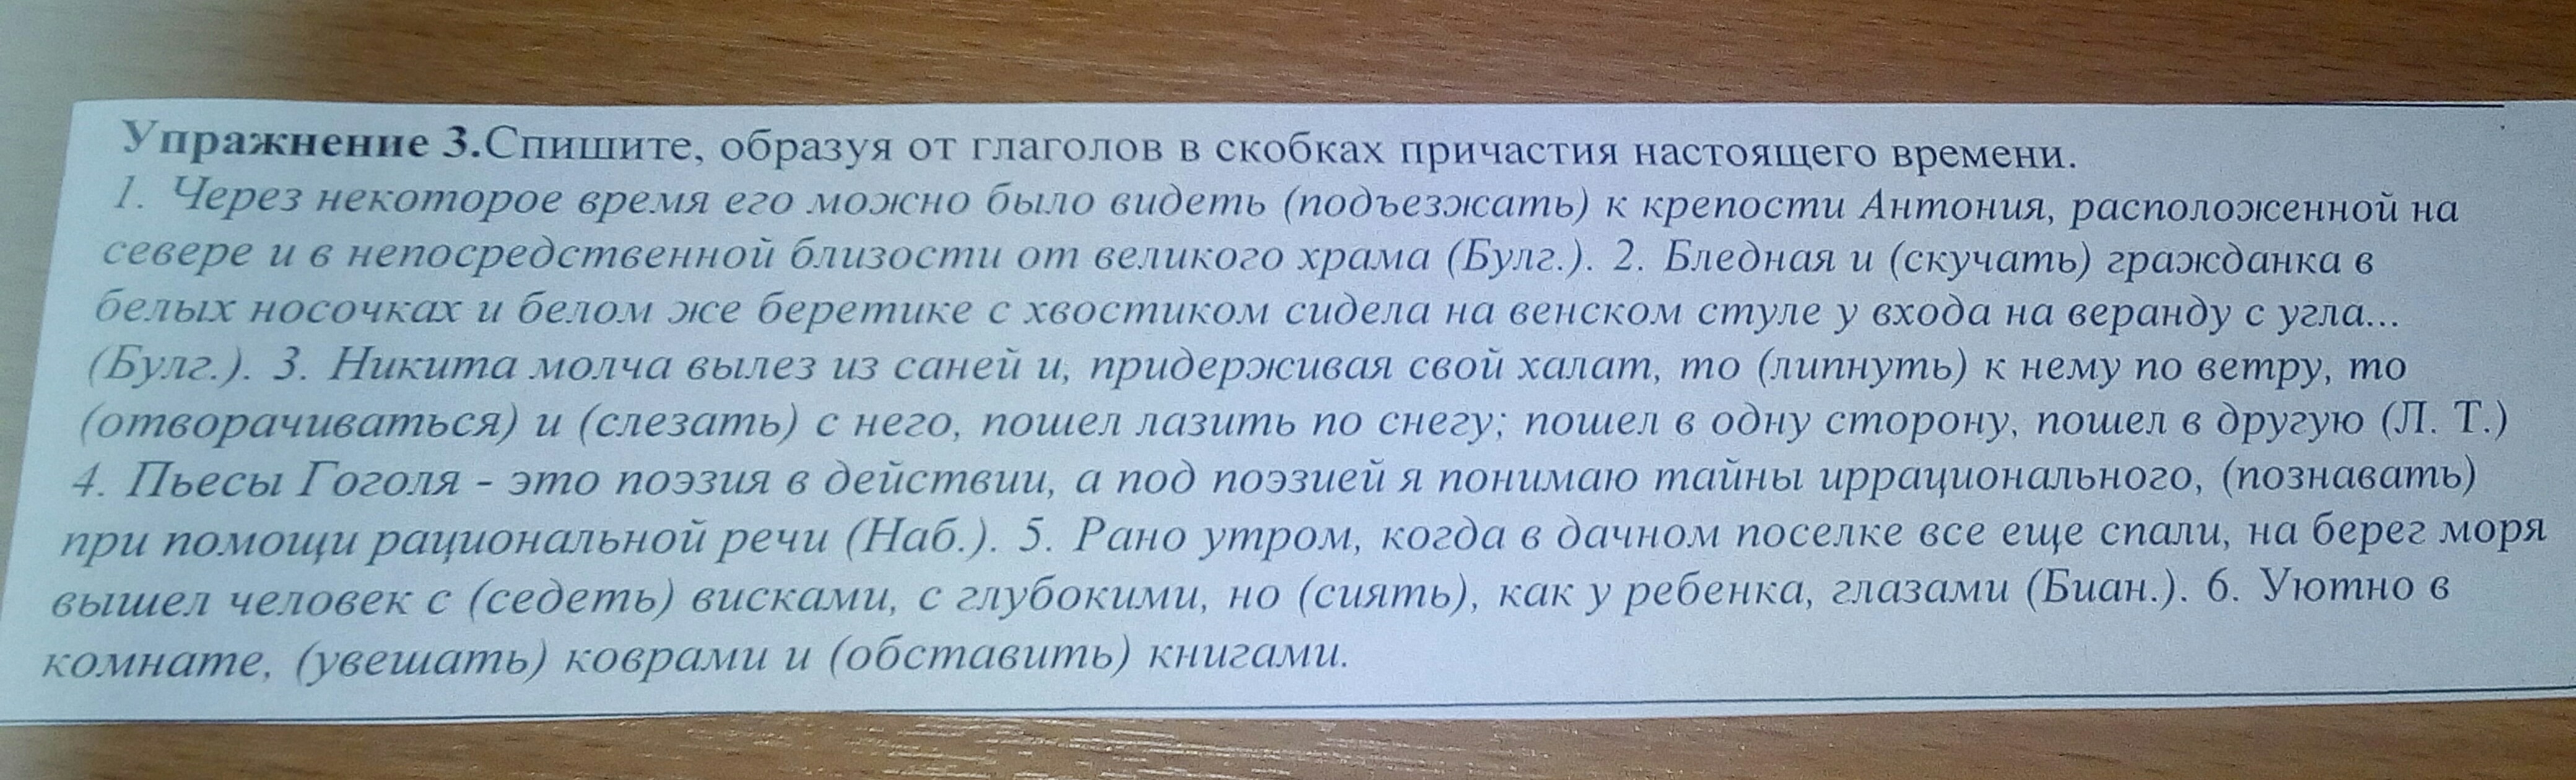 Упражнение 3.Спишите, образуя от глаголов в скобках причастия настоящего времени.
1. Через некоторое время его можно было видеть (подъезжать) к крепости Антония, расположенной на
севере и в непосредственной близости от великого храма (Булг.). 2. Бледная и (скучать) гражданка в
белых носочках и белом же беретике с хвостиком сидела на венском стуле у входа на веранду с угла...
(Булг.). 3. Никита молча вылез из саней и, придерживая свой халат, то (липнуть) к нему по ветру, то
(отворачиваться) и (слезать) с него, пошел лазить по снегу; пошел в одну сторону, пошел в другую (Л. Т.)
4. Пьесы Гоголя - это поэзия в действии, а под поэзией я понимаю тайны иррационального, (познавать)
при помощи рациональной речи (Наб.). 5. Рано утром, когда в дачном поселке все еще спали, на берег моря
вышел человек с (седеть) висками, с глубокими, но (сиять), как у ребенка, глазами (Биан.). 6. Уютно в
комнате, (увешать) коврами и (обставить) книгами.